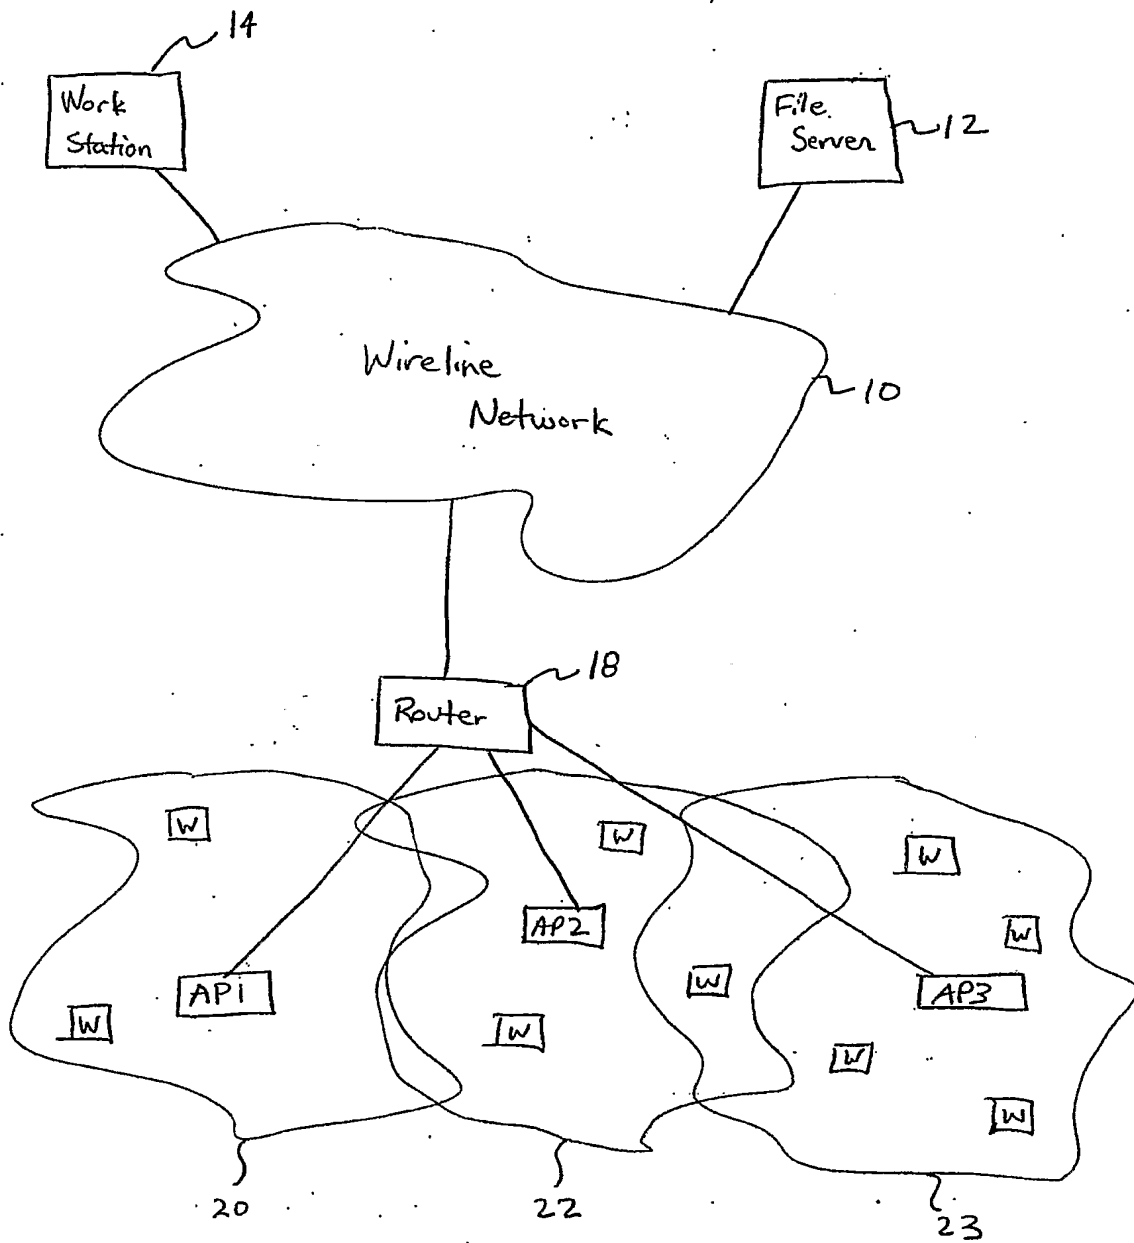 14
Work
Station
File
Server
12
Wireline
Network
10
18
Router
W
W
W
AP2
W
W
AP1
AP3
W
W
W
W
W
20
22
23